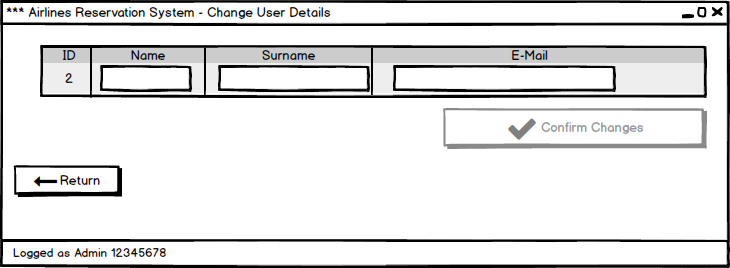 *** Airlines Reservation System - Change User Details
ID Name Surname E-Mail
2
Confirm Changes
Return
Logged as Admin 12345678